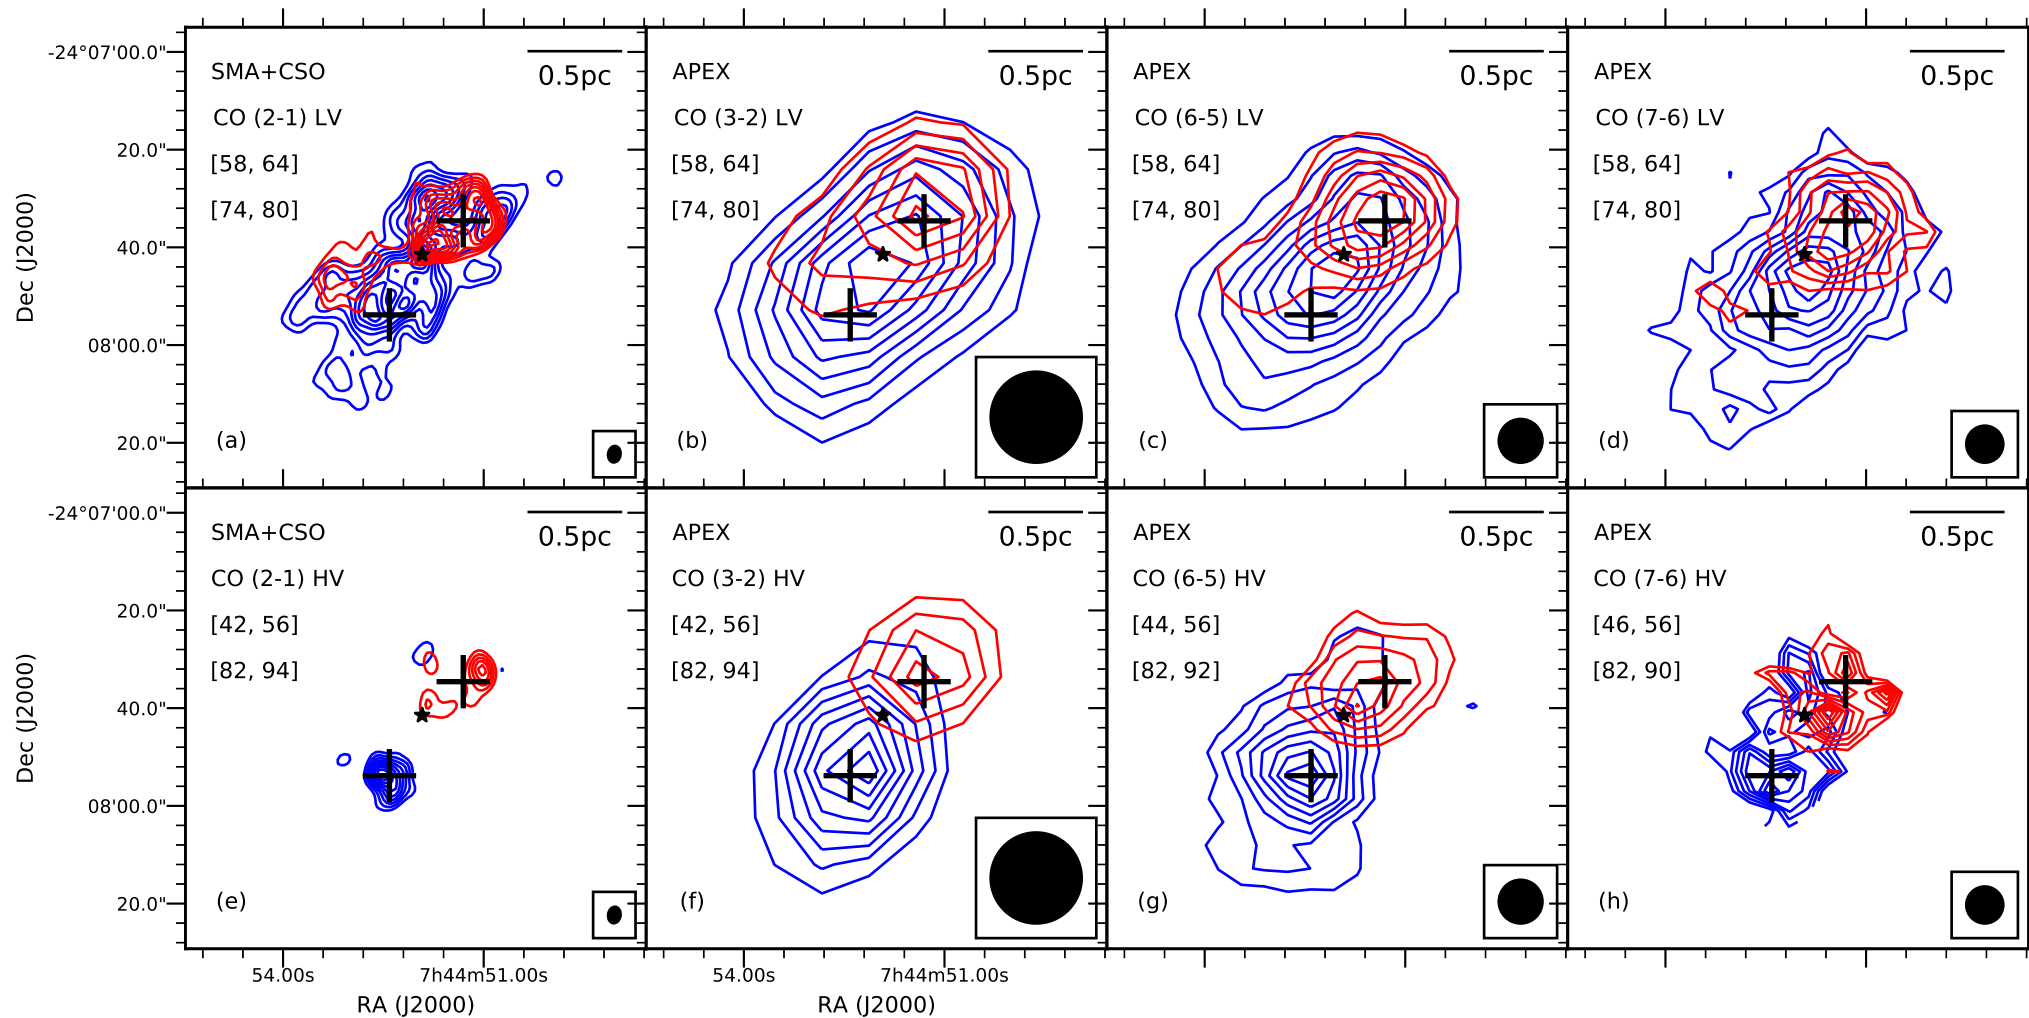 -24°07'00.0"
20.0"
40.0"
08'00.0"
20.0"
Dec (J2000)
SMA+CSO
0.5pc
CO (2-1) LV
[58, 64]
[74, 80]
(a)
APEX
0.5pc
CO (3-2) LV
[58, 64]
[74, 80]
(b)
APEX
0.5pc
CO (6-5) LV
[58, 64]
[74, 80]
(c)
APEX
0.5pc
CO (7-6) LV
[58, 64]
[74, 80]
(d)
-24°07'00.0"
20.0"
40.0"
08'00.0"
20.0"
Dec (J2000)
SMA+CSO
0.5pc
CO (2-1) HV
[42, 56]
[82, 94]
(e)
APEX
0.5pc
CO (3-2) HV
[42, 56]
[82, 94]
(f)
APEX
0.5pc
CO (6-5) HV
[44, 56]
[82, 92]
(g)
APEX
0.5pc
CO (7-6) HV
[46, 56]
[82, 90]
(h)
54.00s
7h44m51.00s
RA (J2000)
54.00s
7h44m51.00s
RA (J2000)